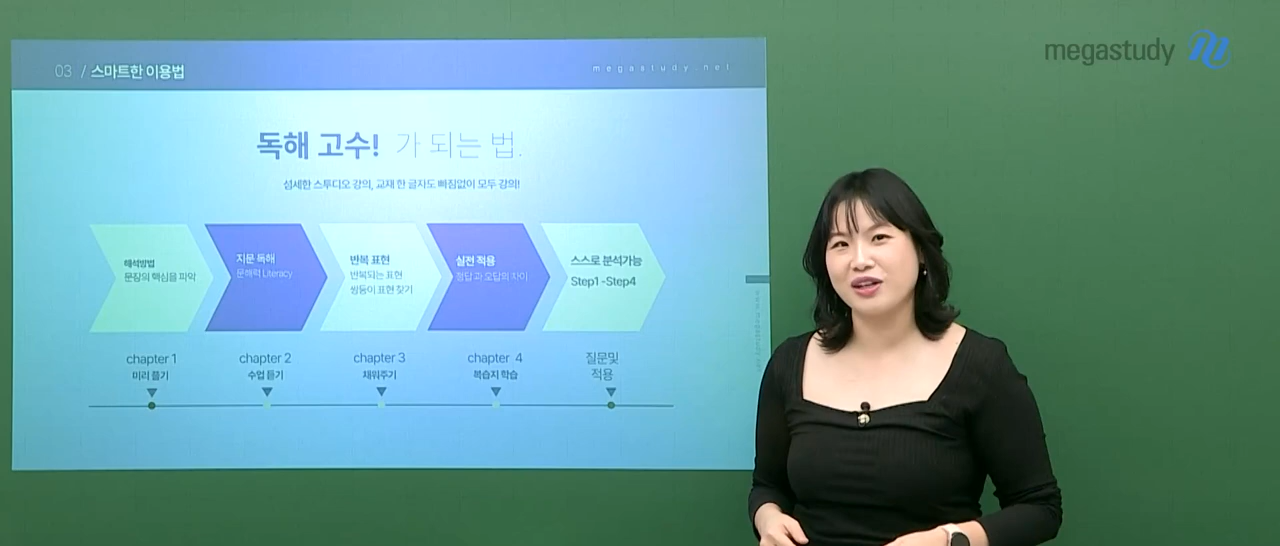 megastudy
03 / 스마트한 이용법
megastudy.net
독해 고수! 가 되는 법.
섬세한 스튜디오 강의, 교재 한 글자도 빠짐없이 모두 강의!
해석방법
문장의 핵심을 파악
지문 독해
문해력 Literacy
반복 표현
반복되는 표현
쌍둥이 표현 찾기
실전 적용
정답과 오답의 차이
스스로 분석가능
Step1 -Step4
chapter 1
미리 풀기
chapter 2
수업 듣기
chapter 3
채워주기
chapter 4
복습지 학습
질문및
적용